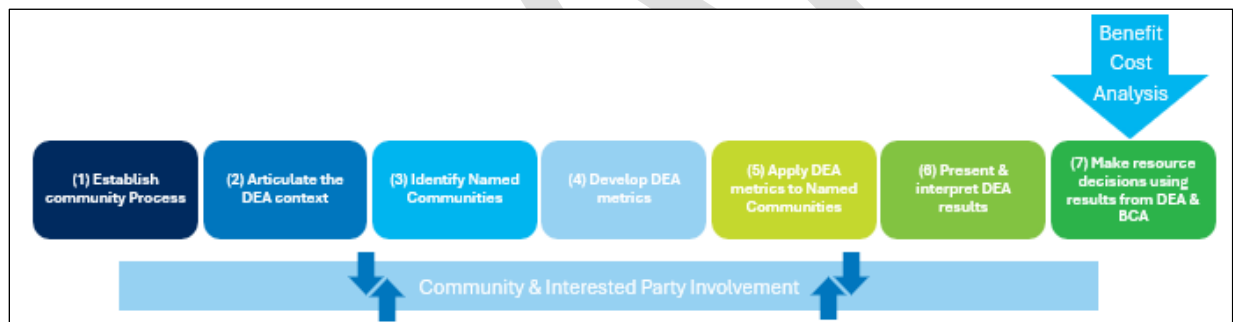 Benefit
Cost
Analysis
(1) Establish
community Process
(2) Articulate the
DEA context
(3) Identify Named
Communities
(4) Develop DEA
metrics
(5) Apply DEA
metrics to Named
Communities
(6) Present &
interpret DEA
results
(7) Make resource
decisions using
results from DEA &
BCA
Community & Interested Party Involvement